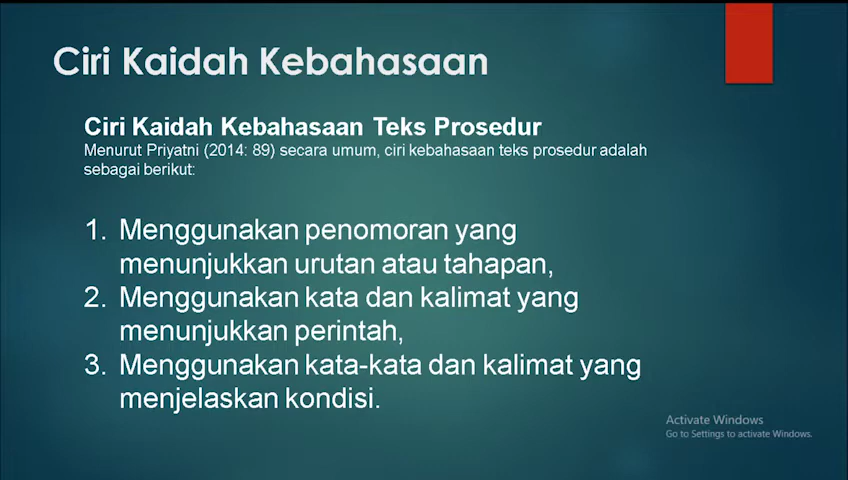 Ciri Kaidah Kebahasaan
Ciri Kaidah Kebahasaan Teks Prosedur
Menurut Priyatni (2014: 89) secara umum, ciri kebahasaan teks prosedur adalah
sebagai berikut:
1. Menggunakan penomoran yang
menunjukkan urutan atau tahapan,
2. Menggunakan kata dan kalimat yang
menunjukkan perintah,
3. Menggunakan kata-kata dan kalimat yang
menjelaskan kondisi.
Activate Windows
Go to Settings to activate Windows.